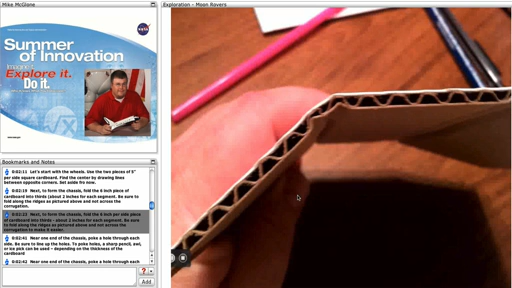 Mike McGlone
Exploration - Moon Rovers
NASA
Summer
of Innovation
Explore it.
Do it.
Bookmarks and Notes
0:02:11 Let's start with the wheels. Use the two pieces of 5"
per side square cardboard. Find the center by drawing lines
between opposite corners. Set aside fro now.
0:02:18 Next, to form the chassis, fold the 6 inch piece of
cardboard into thirds (about 2 inches for each segment. Be sure
to fold along the ridges as pictured above and not across the
corrugation.
0:02:23 Next, to form the chassis, fold the 6 inch per side piece
of cardboard into thirds - about 2 inches for each segment. Be sure
to fold along the ridges as pictured above and not across the
corrugation to make it easier.
0:02:41 Near one end of the chassis, poke a hole through each
side. Be sure to line up the holes. To poke holes, a sharp pencil, awl,
or ice pick can be used - depending on the thickness of the
cardboard
0:02:42 Near one end of the chassis, poke a hole through each
?
Add